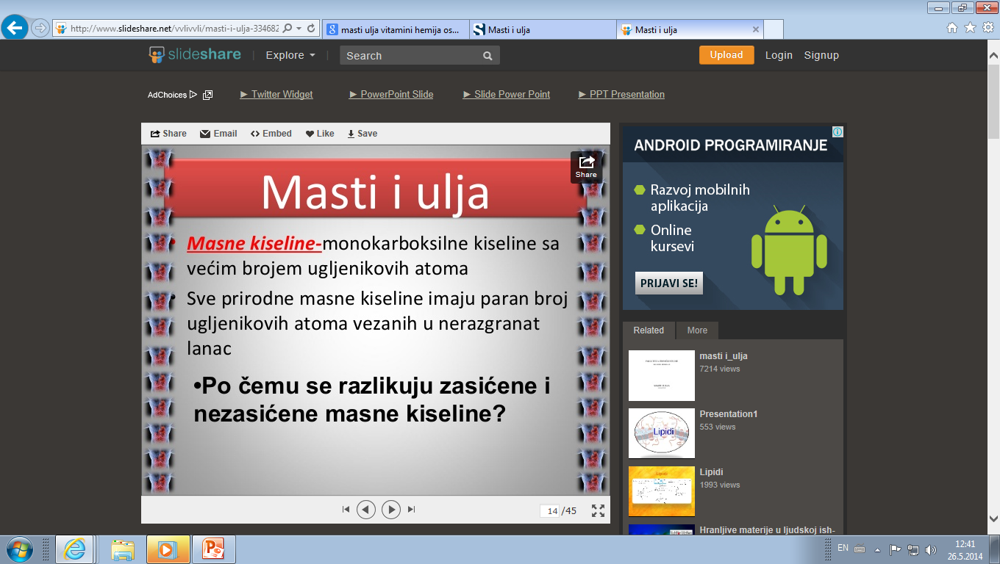 http://www.slideshare.net/vvlivvli/masti-i-ulja-334682
masti ulja vitamini hemija os...
Masti i ulja
Masti i ulja
slideshare
Explore
Search
Upload
Login
Signup
AdChoices
► Twitter Widget
► PowerPoint Slide
► Slide Power Point
► PPT Presentation
Share
Email
Embed
Like
Save
Share
Masti i ulja
• Masne kiseline-monokarboksilne kiseline sa
većim brojem ugljenikovih atoma
• Sve prirodne masne kiseline imaju paran broj
ugljenikovih atoma vezanih u nerazgranat
lanac
•Po čemu se razlikuju zasićene i
nezasićene masne kiseline?
14 /45
ANDROID PROGRAMIRANJE
Razvoj mobilnih
aplikacija
Online
kursevi
PRIJAVI SE!
Related
More
masti i_ulja
7214 views
Lipidi
Presentation1
553 views
Lipidi
1993 views
Hranljive materije u ljudskoj ish-
EN
12:41
26.5.2014